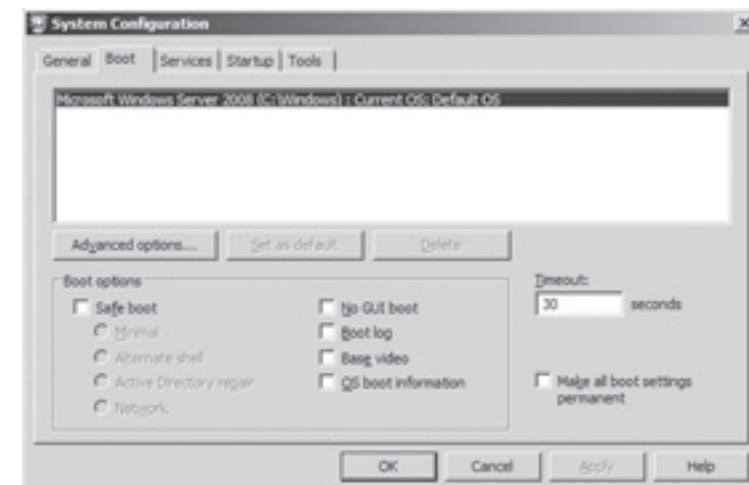 System Configuration
General Boot Services Startup Tools
Microsoft Windows Server 2008 (C:\Windows) : Current OS; Default OS
Advanced options... Set as default Delete
Boot options
Timeout:
Safe boot No GUI boot 30 seconds
Minimal Boot log
Alternate shell Base video
Active Directory repair OS boot information Make all boot settings
permanent
Network
OK Cancel Apply Help